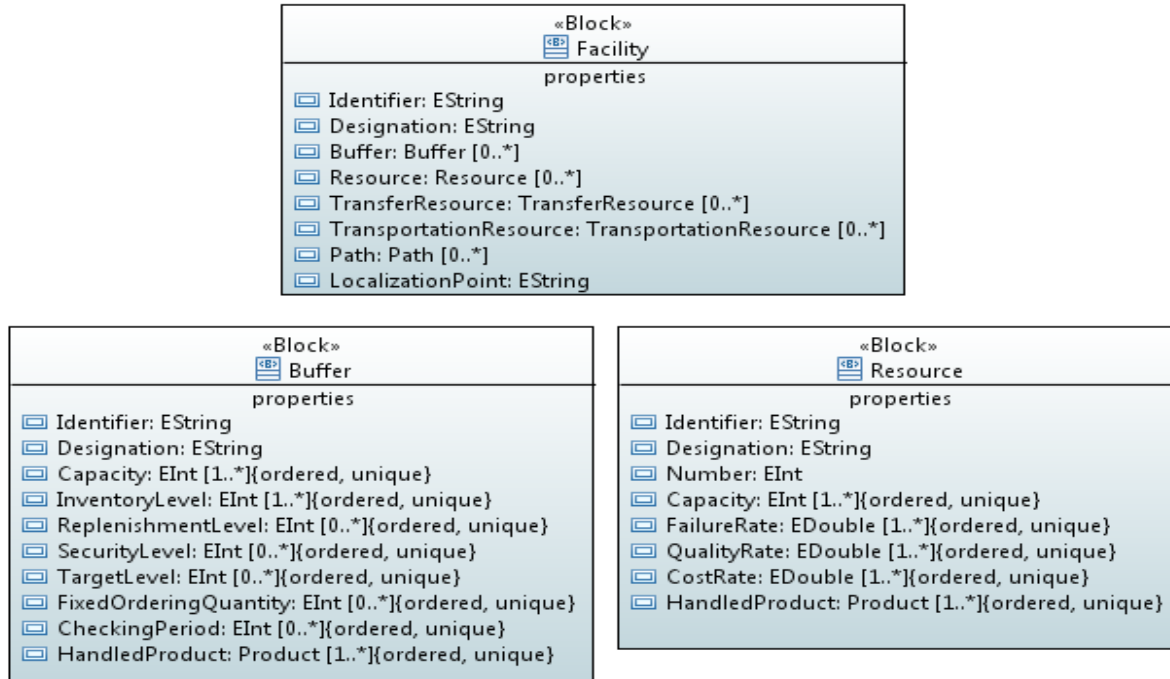 «Block»
Facility
properties
Identifier: EString
Designation: EString
Buffer: Buffer [0..*]
Resource: Resource [0..*]
TransferResource: TransferResource [0..*]
TransportationResource: TransportationResource [0..*]
Path: Path [0..*]
LocalizationPoint: EString
«Block»
Buffer
properties
Identifier: EString
Designation: EString
Capacity: EInt [1..*]{ordered, unique}
InventoryLevel: EInt [1..*]{ordered, unique}
ReplenishmentLevel: EInt [0..*]{ordered, unique}
SecurityLevel: EInt [0..*]{ordered, unique}
TargetLevel: EInt [0..*]{ordered, unique}
FixedOrderingQuantity: EInt [0..*]{ordered, unique}
CheckingPeriod: EInt [0..*]{ordered, unique}
HandledProduct: Product [1..*]{ordered, unique}
«Block»
Resource
properties
Identifier: EString
Designation: EString
Number: EInt
Capacity: EInt [1..*]{ordered, unique}
FailureRate: EDouble [1..*]{ordered, unique}
QualityRate: EDouble [1..*]{ordered, unique}
CostRate: EDouble [1..*]{ordered, unique}
HandledProduct: Product [1..*]{ordered, unique}